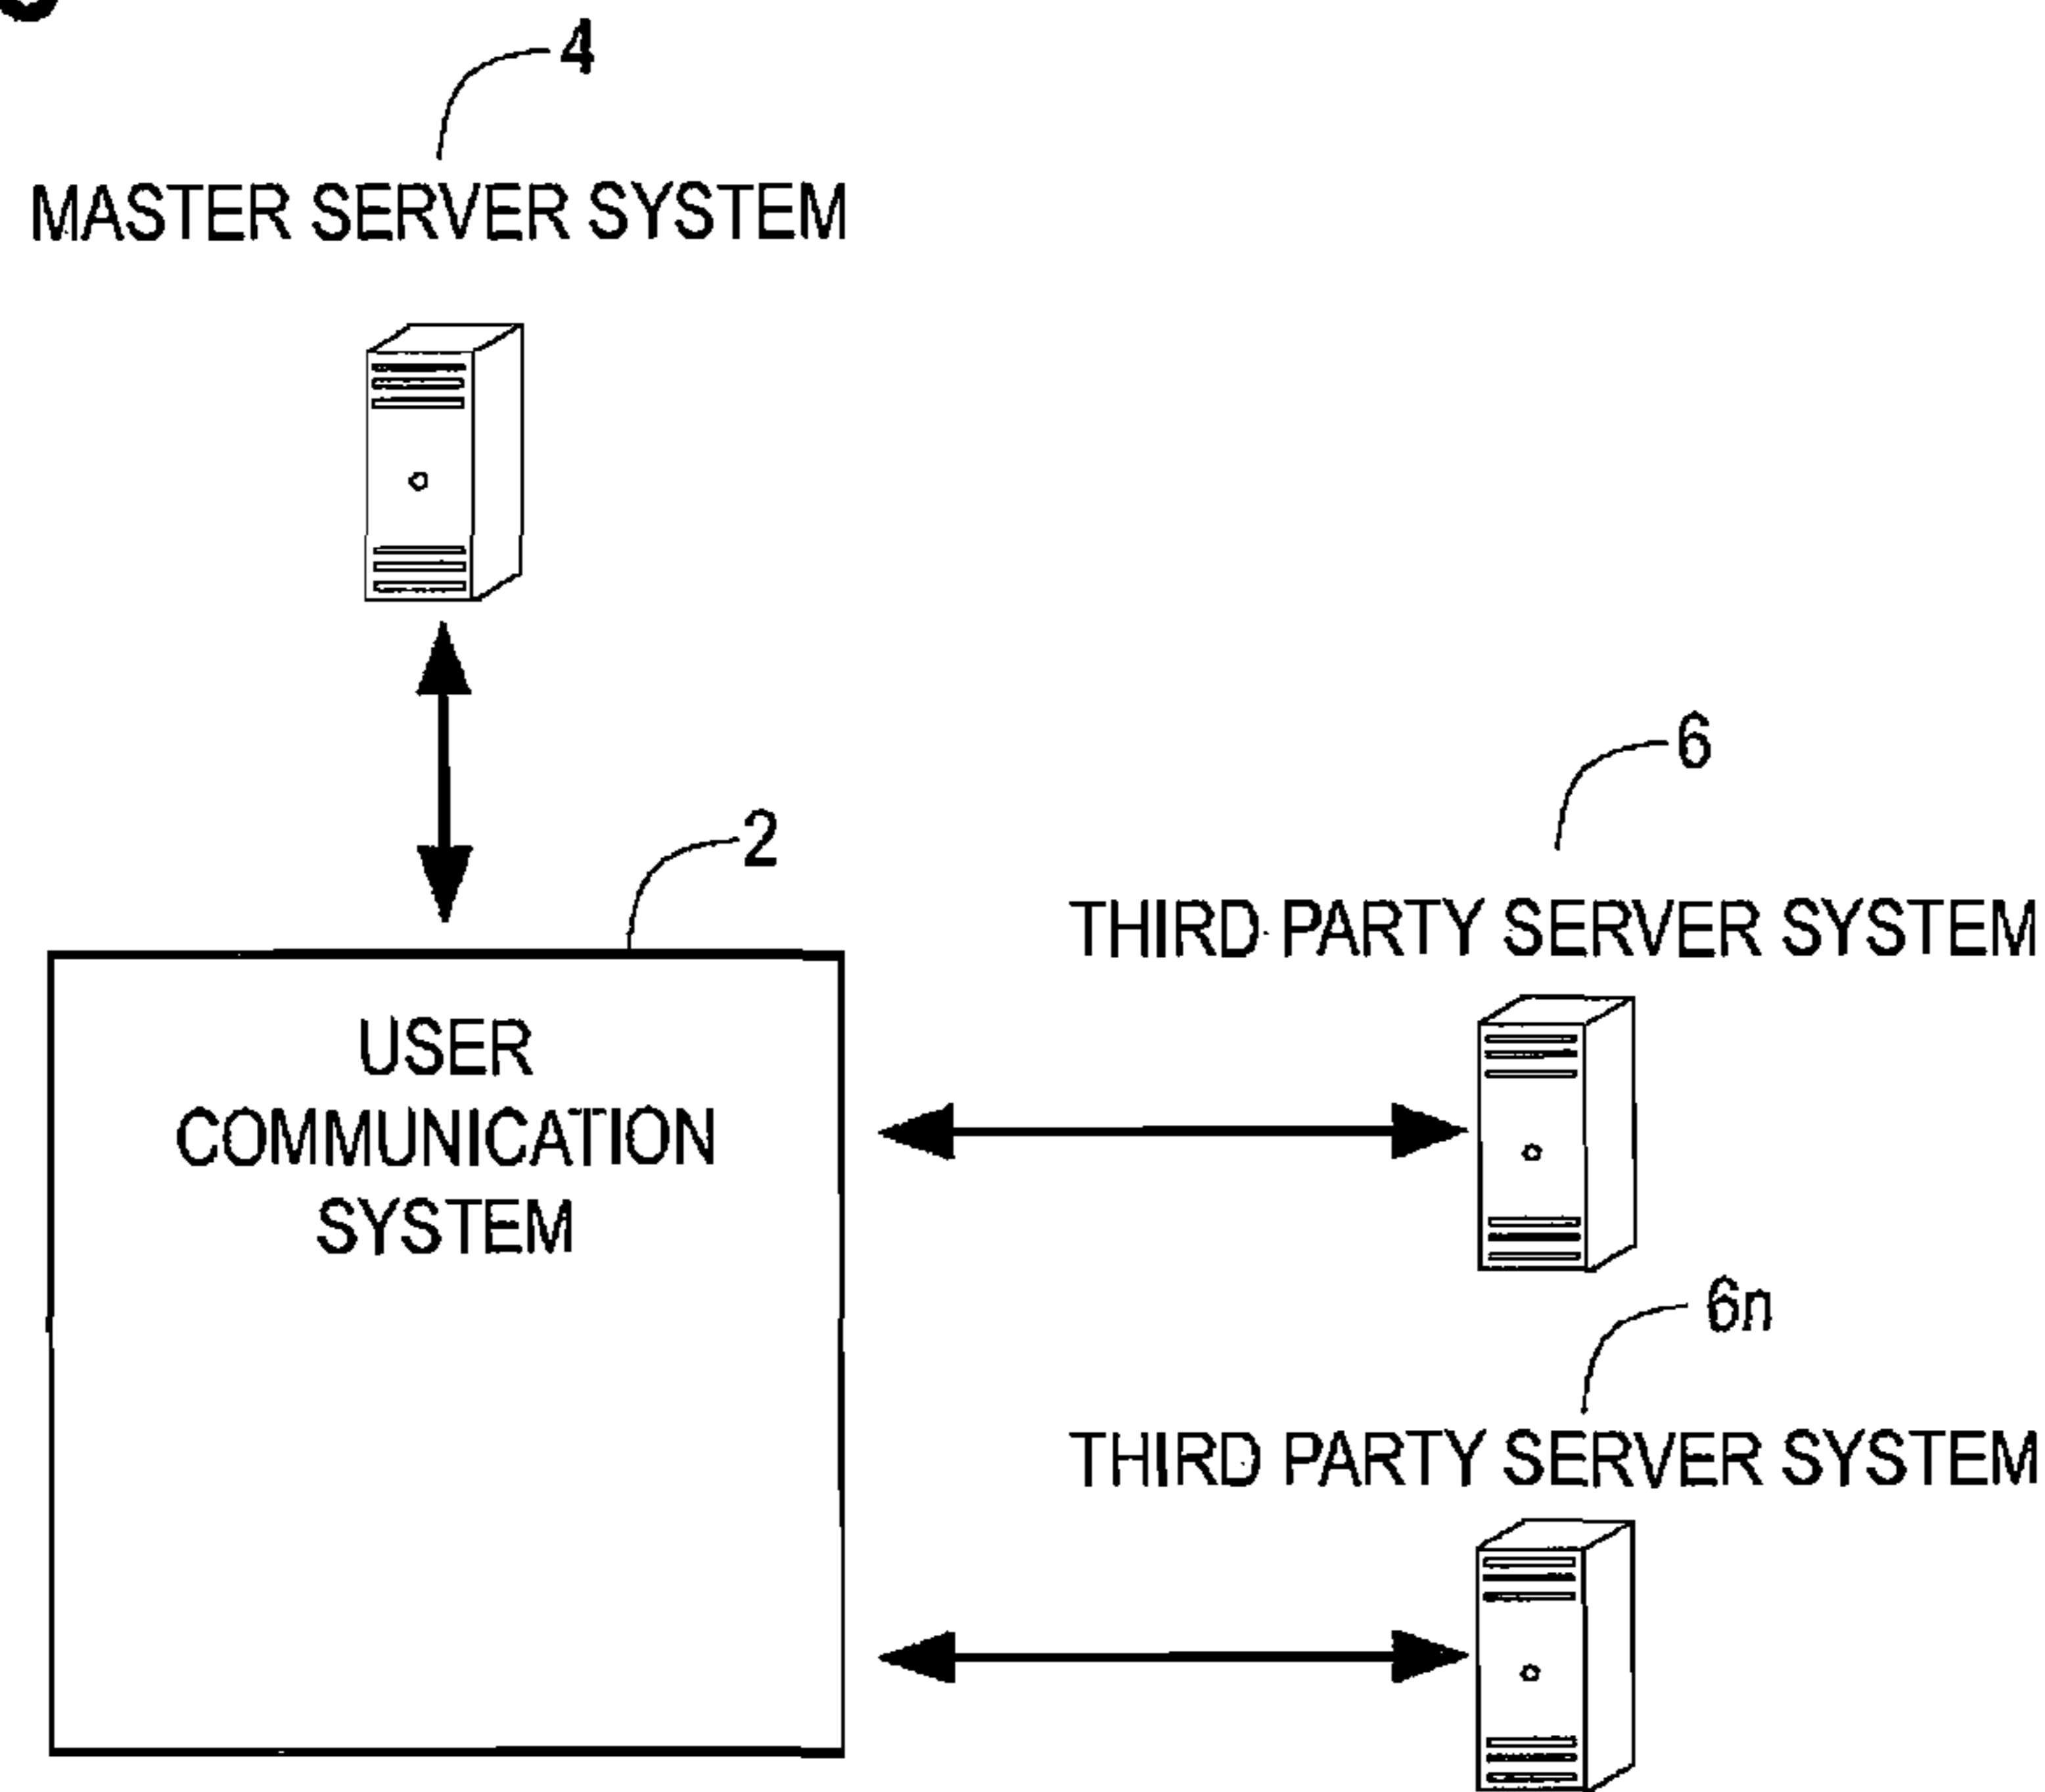 4
MASTER SERVER SYSTEM
2
USER
COMMUNICATION
SYSTEM
6
THIRD PARTY SERVER SYSTEM
6n
THIRD PARTY SERVER SYSTEM